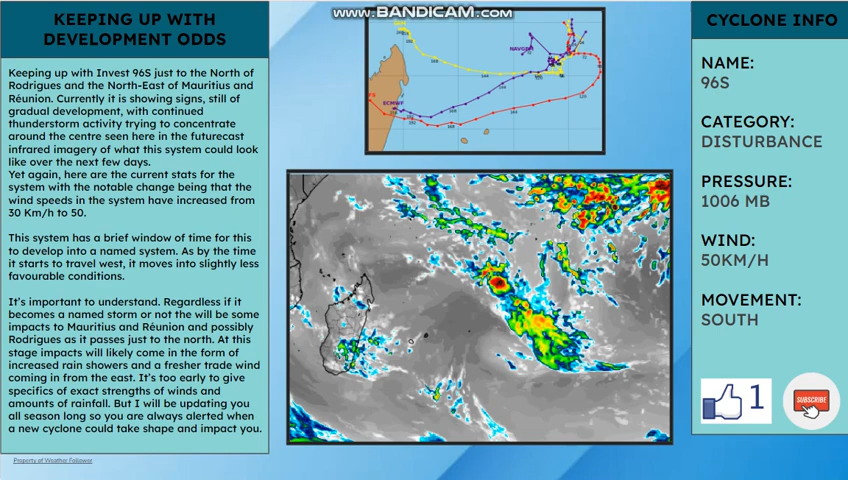 www.BANDICAM.com
KEEPING UP WITH
DEVELOPMENT ODDS
Keeping up with Invest 96S just to the North of
Rodrigues and the North-East of Mauritius and
Réunion. Currently it is showing signs, still of
gradual development, with continued
thunderstorm activity trying to concentrate
around the centre seen here in the futurecast
infrared imagery of what this system could look
like over the next few days.
Yet again, here are the current stats for the
system with the notable change being that the
wind speeds in the system have increased from
30 Km/h to 50.
This system has a brief window of time for this
to develop into a named system. As by the time
it starts to travel west, it moves into slightly less
favourable conditions.
It's important to understand. Regardless if it
becomes a named storm or not the will be some
impacts to Mauritius and Réunion and possibly
Rodrigues as it passes just to the north. At this
stage impacts will likely come in the form of
increased rain showers and a fresher trade wind
coming in from the east. It's too early to give
specifics of exact strengths of winds and
amounts of rainfall. But I will be updating you
all season long so you are always alerted when
a new cyclone could take shape and impact you.
Property of Weather Follower
NAVGEM
ECMWF
CYCLONE INFO
NAME:
96S
CATEGORY:
DISTURBANCE
PRESSURE:
1006 MB
WIND:
50KM/H
MOVEMENT:
SOUTH
1
SUBSCRIBE